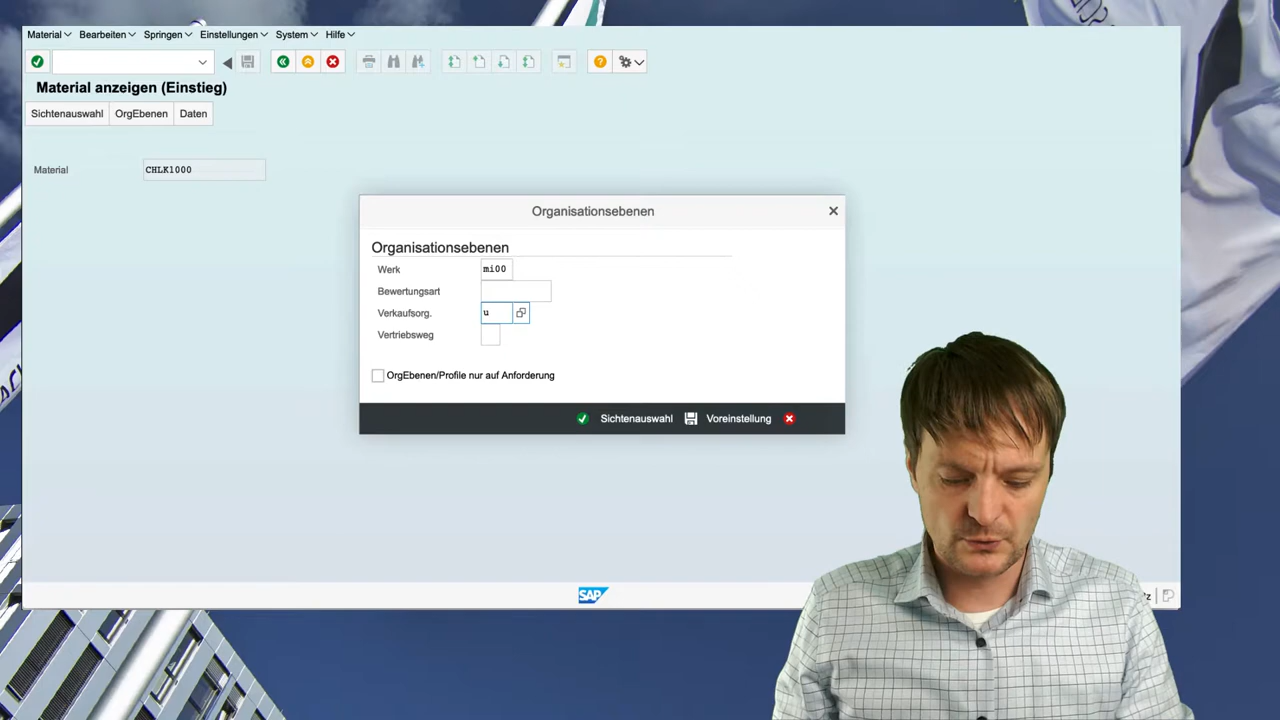 Material Bearbeiten Springen Einstellungen System Hilfe
Material anzeigen (Einstieg)
Sichtenauswahl OrgEbenen Daten
Material CHLK1000
Organisationsebenen
Organisationsebenen
Werk mi00
Bewertungsart
Verkaufsorg. u
Vertriebsweg
OrgEbenen/Profile nur auf Anforderung
Sichtenauswahl Voreinstellung
SAP